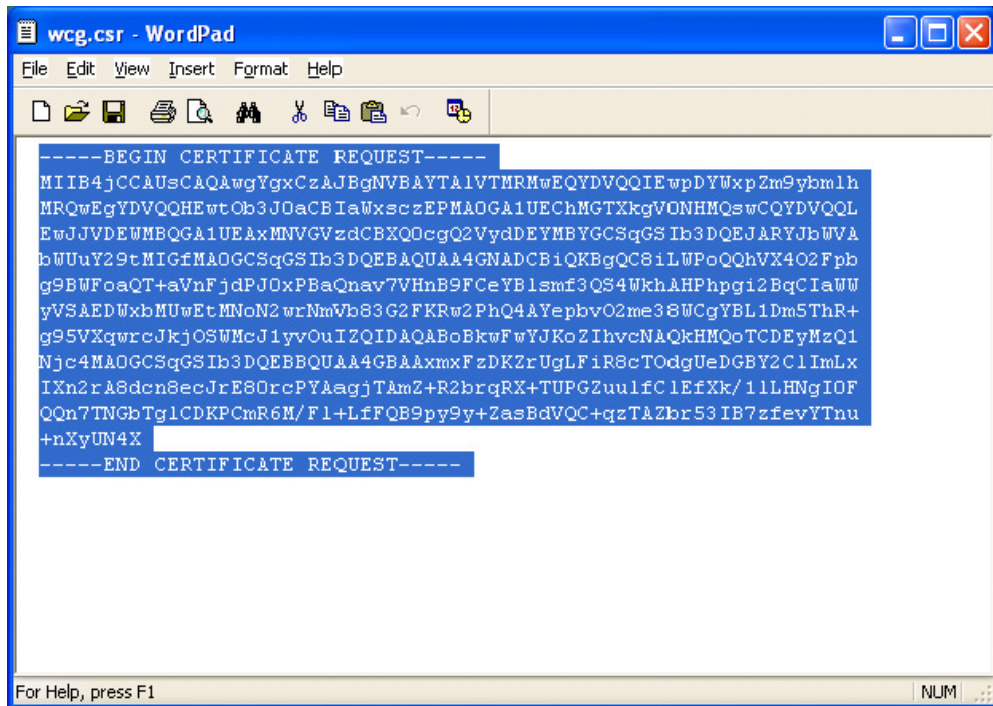 wcg.csr - WordPad
File Edit View Insert Format Help
-----BEGIN CERTIFICATE REQUEST-----
MIIB4jCCAUsCAQAwgYgxCzAJBgNVBAYTAlVTMRMwEQYDVQQIEwpDYWxpZm9ybmlh
MRQwEgYDVQQHEwtOb3J0aCBIaWxsczEPMA0GA1UEChMGTXkgV0NHMQswCQYDVQQL
EwJJVDEWMBQGA1UEAxMNVGVzdCBXQ0cgQ2VydDEYMBYGCSqGSIb3DQEJARYJbWVA
bWUuY29tMIGfMA0GCSqGSIb3DQEBAQUAA4GNADCBiQKBgQC8iLWPoQQhVX4O2Fpb
g9BWFoaQT+aVnFjdPJOxPBaQnav7VHnB9FCeYBlsmf3QS4WkhAHPhpgi2BqCIaWW
yVSAEDWxbMUwEtMNoN2wrNmVb83G2FKRw2PhQ4AYepbvO2me38WCgYBL1Dm5ThR+
g95VXqwrcJkjOSWMcJ1yvOuIZQIDAQABoBkwFwYJKoZIhvcNAQkHMQoTCDEyMzQ1
Njc4MA0GCSqGSIb3DQEBBQUAA4GBAAxmxFzDKZrUgLFiR8cTOdgUeDGBY2ClImLx
IXn2rA8dcn8ecJrE8OrcPYAagjTAmZ+R2brqRX+TUPGZuulfClEfXk/1lLHNgIOF
QQn7TNGbTglCDKPCmR6M/Fl+LfFQB9py9y+ZasBdVQC+qzTAZbr53IB7zfevYTnu
+nXyUN4X
-----END CERTIFICATE REQUEST-----
For Help, press F1
NUM